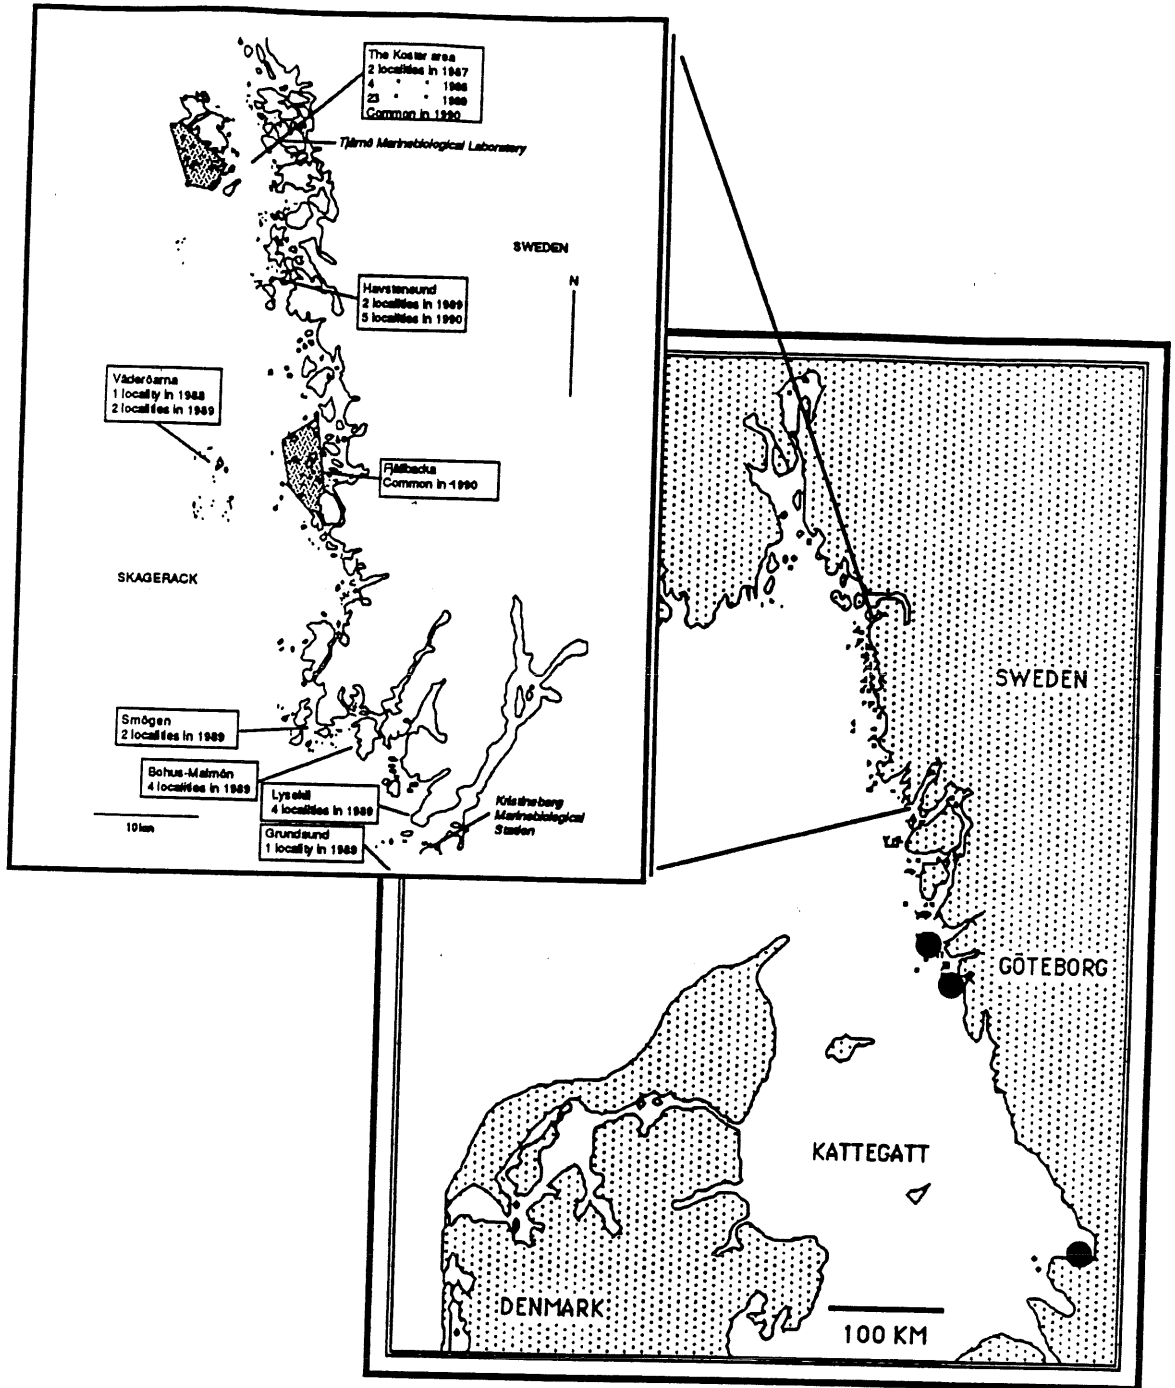 The Koster area
2 localities in 1987
4 " " 1988
23 " " 1989
Common in 1990
Tjärnö Marinebiological Laboratory
SWEDEN
N
Havstensund
2 localities in 1989
5 localities in 1990
Väderöarna
1 locality in 1988
2 localities in 1989
Fjällbacka
Common in 1990
SKAGERACK
Smögen
2 localities in 1989
Bohus-Malmön
4 localities in 1989
Lysekil
4 localities in 1989
Kristineberg
Marinebiological
Station
10 km
Grundsund
1 locality in 1989
SWEDEN
GÖTEBORG
KATTEGATT
DENMARK
100 KM